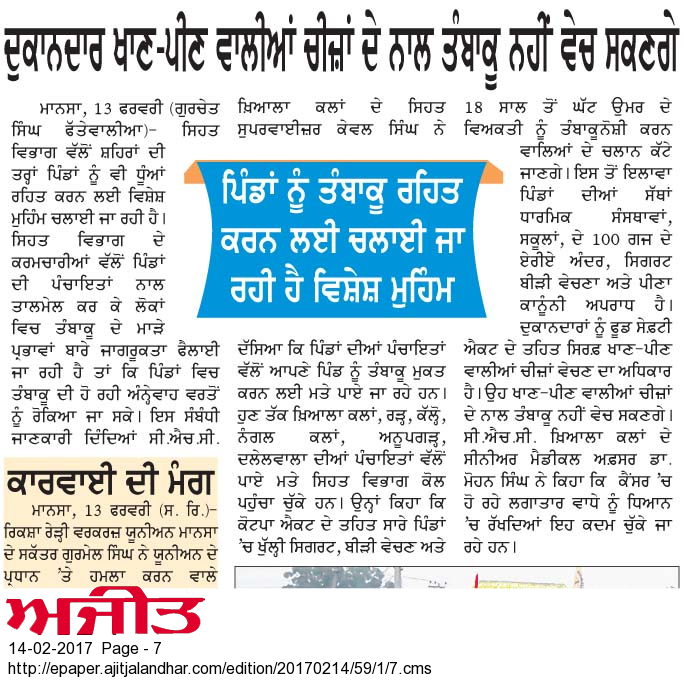 ਦੁਕਾਨਦਾਰ ਖਾਣ-ਪੀਣ ਵਾਲੀਆਂ ਚੀਜ਼ਾਂ ਦੇ ਨਾਲ ਤੰਬਾਕੂ ਨਹੀਂ ਵੇਚ ਸਕਣਗੇ
ਮਾਨਸਾ, 13 ਫਰਵਰੀ (ਗੁਰਚੇਤ
ਸਿੰਘ ਫੱਤੇਵਾਲੀਆ)- ਸਿਹਤ
ਵਿਭਾਗ ਵੱਲੋਂ ਸ਼ਹਿਰਾਂ ਦੀ
ਤਰ੍ਹਾਂ ਪਿੰਡਾਂ ਨੂੰ ਵੀ ਧੂੰਆਂ
ਰਹਿਤ ਕਰਨ ਲਈ ਵਿਸ਼ੇਸ਼
ਮੁਹਿੰਮ ਚਲਾਈ ਜਾ ਰਹੀ ਹੈ।
ਸਿਹਤ ਵਿਭਾਗ ਦੇ
ਕਰਮਚਾਰੀਆਂ ਵੱਲੋਂ ਪਿੰਡਾਂ
ਦੀ ਪੰਚਾਇਤਾਂ ਨਾਲ
ਤਾਲਮੇਲ ਕਰ ਕੇ ਲੋਕਾਂ
ਵਿਚ ਤੰਬਾਕੂ ਦੇ ਮਾੜੇ
ਪ੍ਰਭਾਵਾਂ ਬਾਰੇ ਜਾਗਰੂਕਤਾ ਫੈਲਾਈ
ਜਾ ਰਹੀ ਹੈ ਤਾਂ ਕਿ ਪਿੰਡਾਂ ਵਿਚ
ਤੰਬਾਕੂ ਦੀ ਹੋ ਰਹੀ ਅੰਨ੍ਹੇਵਾਹ ਵਰਤੋਂ
ਨੂੰ ਰੋਕਿਆ ਜਾ ਸਕੇ। ਇਸ ਸੰਬੰਧੀ
ਜਾਣਕਾਰੀ ਦਿੰਦਿਆਂ ਸੀ.ਐਚ.ਸੀ.
ਖ਼ਿਆਲਾ ਕਲਾਂ ਦੇ ਸਿਹਤ
ਸੁਪਰਵਾਈਜ਼ਰ ਕੇਵਲ ਸਿੰਘ ਨੇ
ਪਿੰਡਾਂ ਨੂੰ ਤੰਬਾਕੂ ਰਹਿਤ
ਕਰਨ ਲਈ ਚਲਾਈ ਜਾ
ਰਹੀ ਹੈ ਵਿਸ਼ੇਸ਼ ਮੁਹਿੰਮ
ਦੱਸਿਆ ਕਿ ਪਿੰਡਾਂ ਦੀਆਂ ਪੰਚਾਇਤਾਂ
ਵੱਲੋਂ ਆਪਣੇ ਪਿੰਡ ਨੂੰ ਤੰਬਾਕੂ ਮੁਕਤ
ਕਰਨ ਲਈ ਮਤੇ ਪਾਏ ਜਾ ਰਹੇ ਹਨ।
ਹੁਣ ਤੱਕ ਖ਼ਿਆਲਾ ਕਲਾਂ, ਰੜ੍ਹ, ਕੱਲ੍ਹੋ,
ਨੰਗਲ ਕਲਾਂ, ਅਨੂਪਗੜ੍ਹ,
ਦਲੇਲਵਾਲਾ ਦੀਆਂ ਪੰਚਾਇਤਾਂ ਵੱਲੋਂ
ਪਾਏ ਮਤੇ ਸਿਹਤ ਵਿਭਾਗ ਕੋਲ
ਪਹੁੰਚਾ ਚੁੱਕੇ ਹਨ। ਉਨ੍ਹਾਂ ਕਿਹਾ ਕਿ
ਕੋਟਪਾ ਐਕਟ ਦੇ ਤਹਿਤ ਸਾਰੇ ਪਿੰਡਾਂ
'ਚ ਖੁੱਲ੍ਹੀ ਸਿਗਰਟ, ਬੀੜੀ ਵੇਚਣ ਅਤੇ
18 ਸਾਲ ਤੋਂ ਘੱਟ ਉਮਰ ਦੇ
ਵਿਅਕਤੀ ਨੂੰ ਤੰਬਾਕੂਨੋਸ਼ੀ ਕਰਨ
ਵਾਲਿਆਂ ਦੇ ਚਲਾਨ ਕੱਟੇ
ਜਾਣਗੇ। ਇਸ ਤੋਂ ਇਲਾਵਾ
ਪਿੰਡਾਂ ਦੀਆਂ ਸੱਥਾਂ
ਧਾਰਮਿਕ ਸੰਸਥਾਵਾਂ,
ਸਕੂਲਾਂ, ਦੇ 100 ਗਜ ਦੇ
ਏਰੀਏ ਅੰਦਰ, ਸਿਗਰਟ
ਬੀੜੀ ਵੇਚਣਾ ਅਤੇ ਪੀਣਾ
ਕਾਨੂੰਨੀ ਅਪਰਾਧ ਹੈ।
ਦੁਕਾਨਦਾਰਾਂ ਨੂੰ ਫੂਡ ਸੇਫ਼ਟੀ
ਐਕਟ ਦੇ ਤਹਿਤ ਸਿਰਫ਼ ਖਾਣ-ਪੀਣ
ਵਾਲੀਆਂ ਚੀਜ਼ਾਂ ਵੇਚਣ ਦਾ ਅਧਿਕਾਰ
ਹੈ। ਉਹ ਖਾਣ-ਪੀਣ ਵਾਲੀਆਂ ਚੀਜ਼ਾਂ
ਦੇ ਨਾਲ ਤੰਬਾਕੂ ਨਹੀਂ ਵੇਚ ਸਕਣਗੇ।
ਸੀ.ਐਚ.ਸੀ. ਖ਼ਿਆਲਾ ਕਲਾਂ ਦੇ
ਸੀਨੀਅਰ ਮੈਡੀਕਲ ਅਫ਼ਸਰ ਡਾ.
ਮੋਹਨ ਸਿੰਘ ਨੇ ਕਿਹਾ ਕਿ ਕੈਂਸਰ 'ਚ
ਹੋ ਰਹੇ ਲਗਾਤਾਰ ਵਾਧੇ ਨੂੰ ਧਿਆਨ
'ਚ ਰੱਖਦਿਆਂ ਇਹ ਕਦਮ ਚੁੱਕੇ ਜਾ
ਰਹੇ ਹਨ।
ਕਾਰਵਾਈ ਦੀ ਮੰਗ
ਮਾਨਸਾ, 13 ਫਰਵਰੀ (ਸ. ਰਿ.)-
ਰਿਕਸ਼ਾ ਰੇੜ੍ਹੀ ਵਰਕਰਜ਼ ਯੂਨੀਅਨ ਮਾਨਸਾ
ਦੇ ਸਕੱਤਰ ਗੁਰਮੇਲ ਸਿੰਘ ਨੇ ਯੂਨੀਅਨ ਦੇ
ਪ੍ਰਧਾਨ 'ਤੇ ਹਮਲਾ ਕਰਨ ਵਾਲੇ
ਅਜੀਤ
14-02-2017 Page - 7
http://epaper.ajitjalandhar.com/edition/20170214/59/1/7.cms